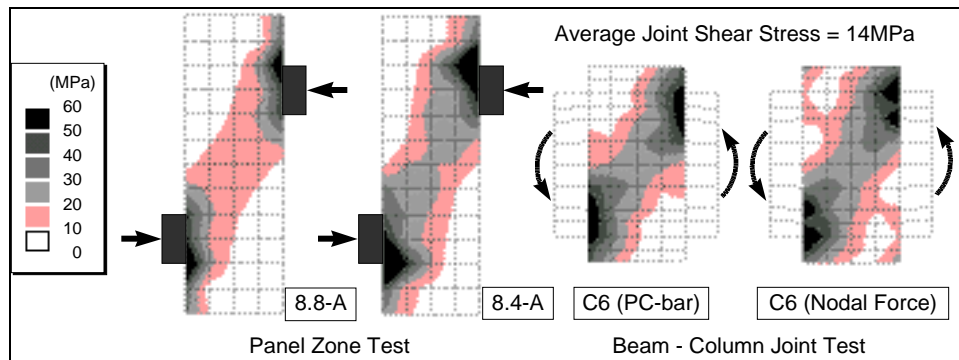 Average Joint Shear Stress = 14MPa
(MPa)
60
50
40
30
20
10
0
8.8-A
8.4-A
C6 (PC-bar)
C6 (Nodal Force)
Panel Zone Test
Beam - Column Joint Test